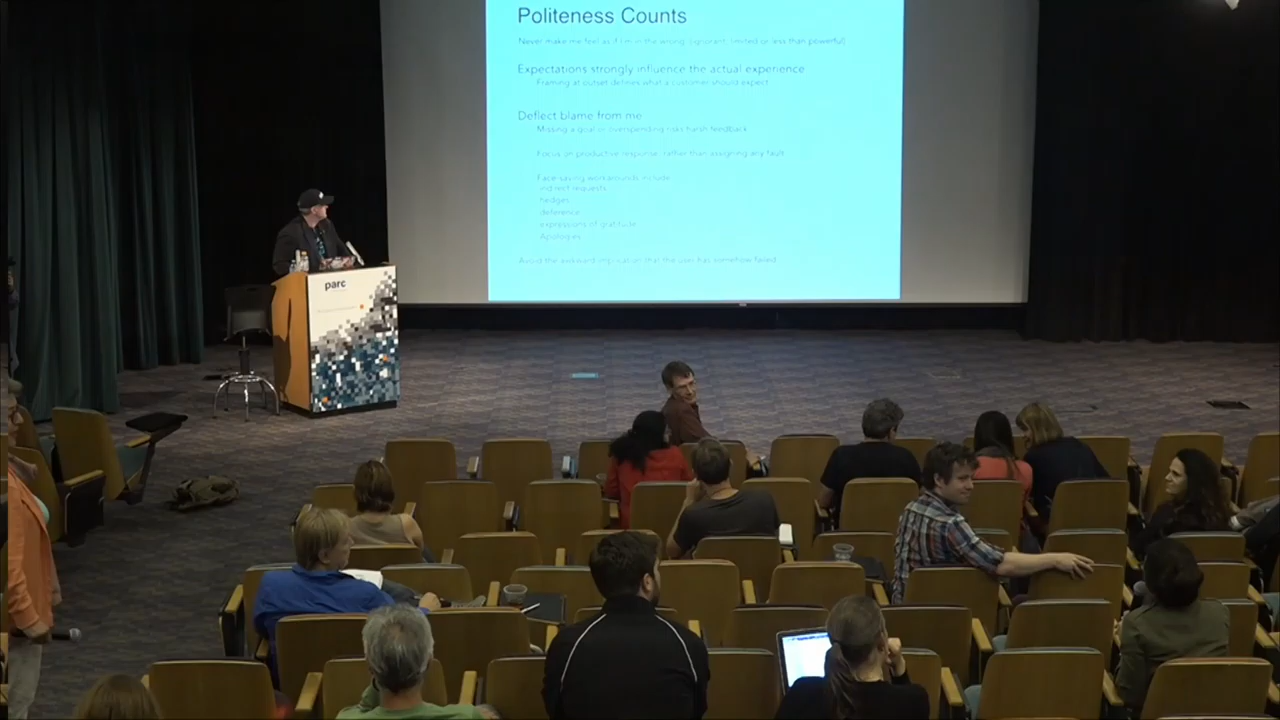 Politeness Counts
Never make me feel as if I'm in the wrong, (ignorant, limited or less than powerful)
Expectations strongly influence the actual experience
Framing at outset defines what a customer should expect
Deflect blame from me
Missing a goal or overspending risks harsh feedback
Focus on productive response, rather than assigning any fault
Face-saving workarounds include
indirect requests,
hedges,
deference,
expressions of gratitude,
Apologies
Avoid the awkward implication that the user has somehow failed
parc